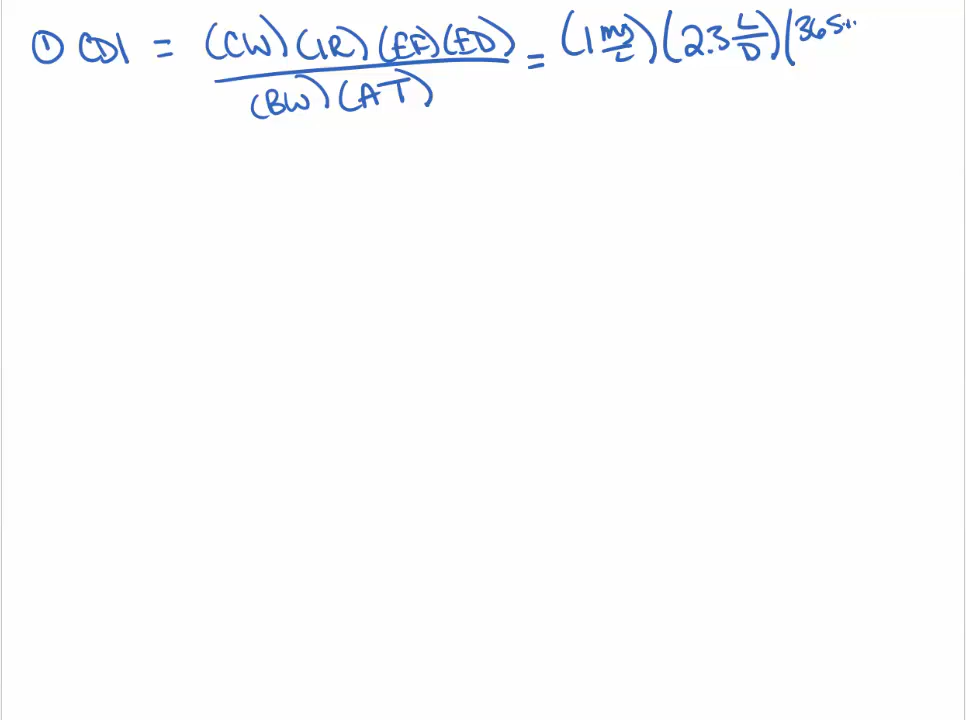 ① CDI = (CW)(IR)(EF)(ED) / (BW)(AT) = (1 mg/L)(2.3 L/D)(365